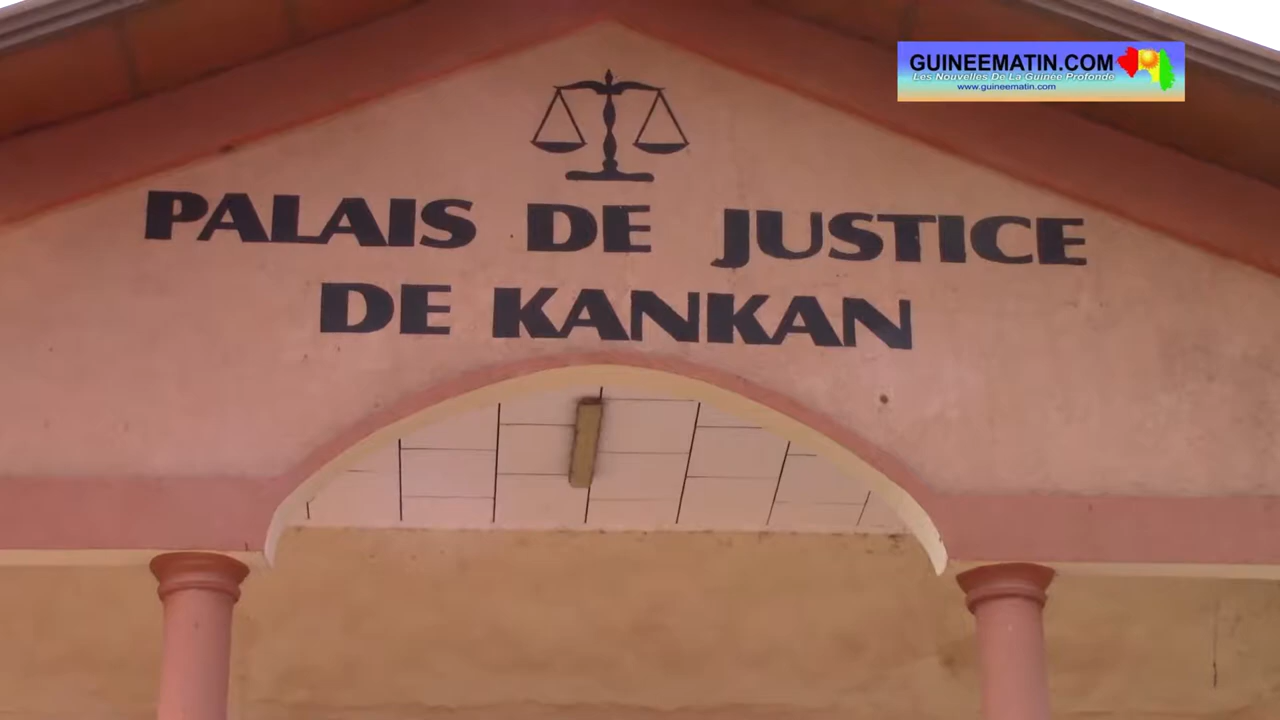 GUINEEMATIN.COM
Les Nouvelles De La Guinée Profonde
www.guineematin.com
PALAIS DE JUSTICE
DE KANKAN